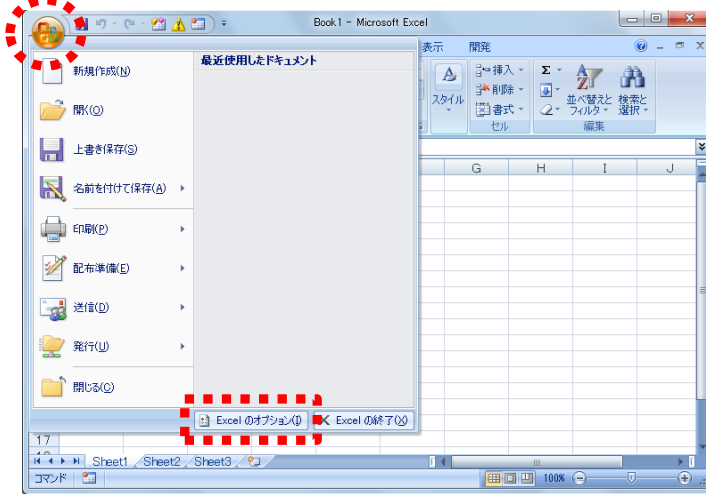 Book1 - Microsoft Excel
表示 開発
最近使用したドキュメント
新規作成(N)
開く(O)
上書き保存(S)
名前を付けて保存(A)
印刷(P)
配布準備(E)
送信(D)
発行(U)
閉じる(C)
Excel のオプション(I)
Excel の終了(X)
スタイル
挿入
削除
書式
セル
Σ
並べ替えと
フィルタ
検索と
選択
編集
G H I J
17
Sheet1 Sheet2 Sheet3
コマンド
100%